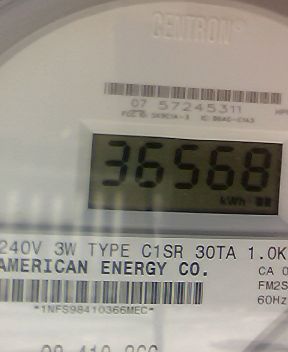 CENTRON®
07 57245311
36568
kWh
240V 3W TYPE C1SR 30TA 1.0K
AMERICAN ENERGY CO.
CA 0
FM2S
60Hz
*1NFS98410366MEC*